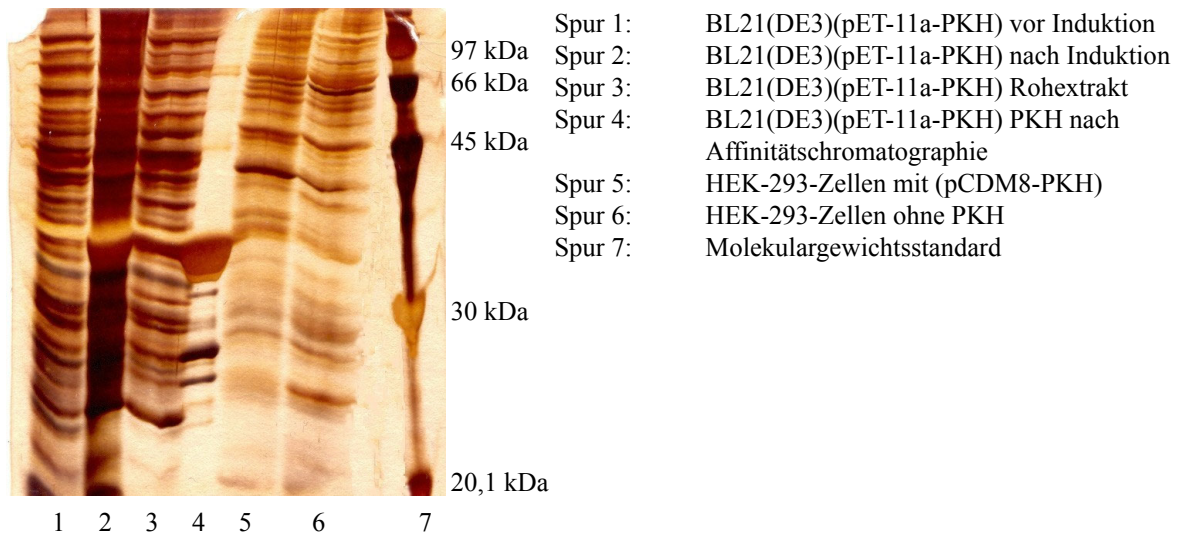 97 kDa
66 kDa
45 kDa
30 kDa
20,1 kDa
1 2 3 4 5 6 7
Spur 1: BL21(DE3)(pET-11a-PKH) vor Induktion
Spur 2: BL21(DE3)(pET-11a-PKH) nach Induktion
Spur 3: BL21(DE3)(pET-11a-PKH) Rohextrakt
Spur 4: BL21(DE3)(pET-11a-PKH) PKH nach
Affinitätschromatographie
Spur 5: HEK-293-Zellen mit (pCDM8-PKH)
Spur 6: HEK-293-Zellen ohne PKH
Spur 7: Molekulargewichtsstandard